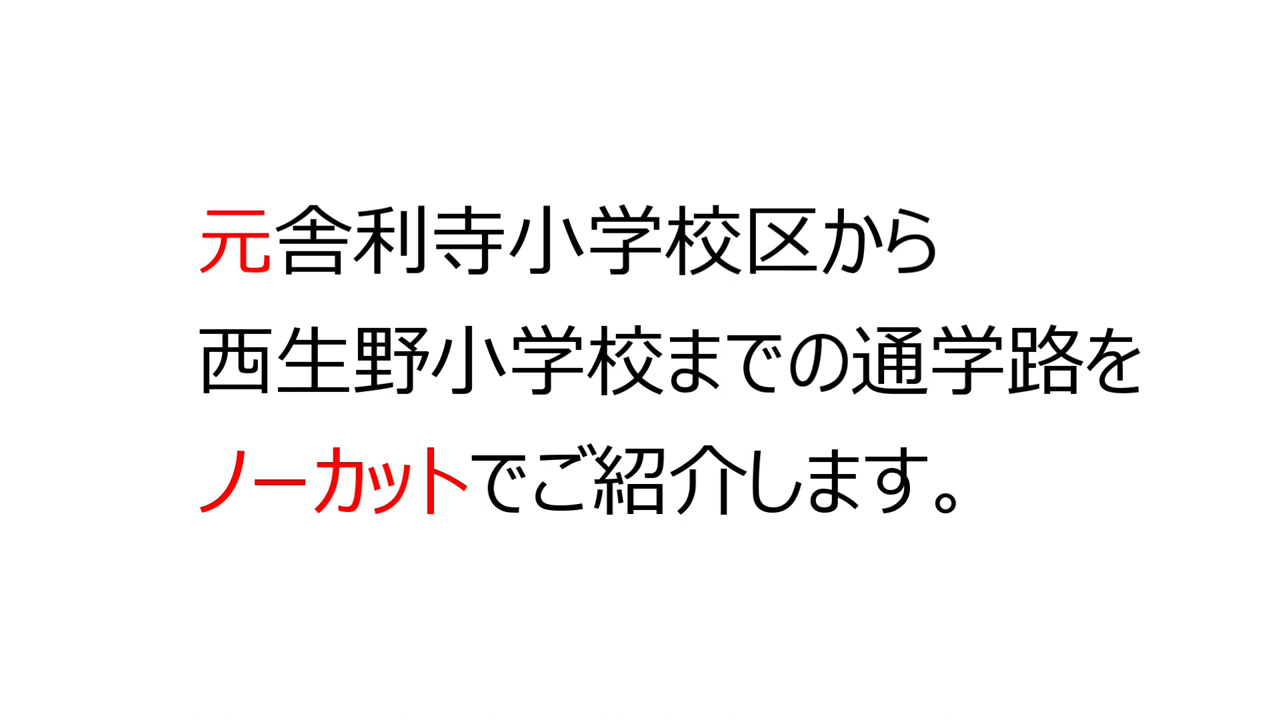 元舎利寺小学校区から
西生野小学校までの通学路を
ノーカットでご紹介します。